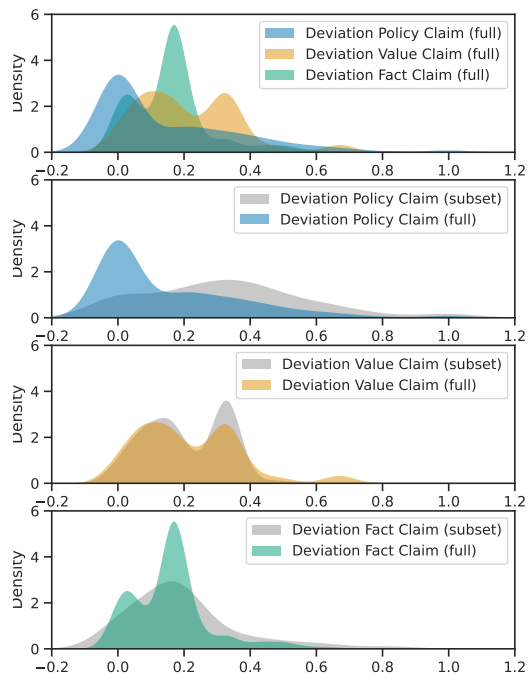 6
4
2
0
Density
Deviation Policy Claim (full)
Deviation Value Claim (full)
Deviation Fact Claim (full)
−0.2 0.0 0.2 0.4 0.6 0.8 1.0 1.2
6
4
2
0
Density
Deviation Policy Claim (subset)
Deviation Policy Claim (full)
−0.2 0.0 0.2 0.4 0.6 0.8 1.0 1.2
6
4
2
0
Density
Deviation Value Claim (subset)
Deviation Value Claim (full)
−0.2 0.0 0.2 0.4 0.6 0.8 1.0 1.2
6
4
2
0
Density
Deviation Fact Claim (subset)
Deviation Fact Claim (full)
−0.2 0.0 0.2 0.4 0.6 0.8 1.0 1.2